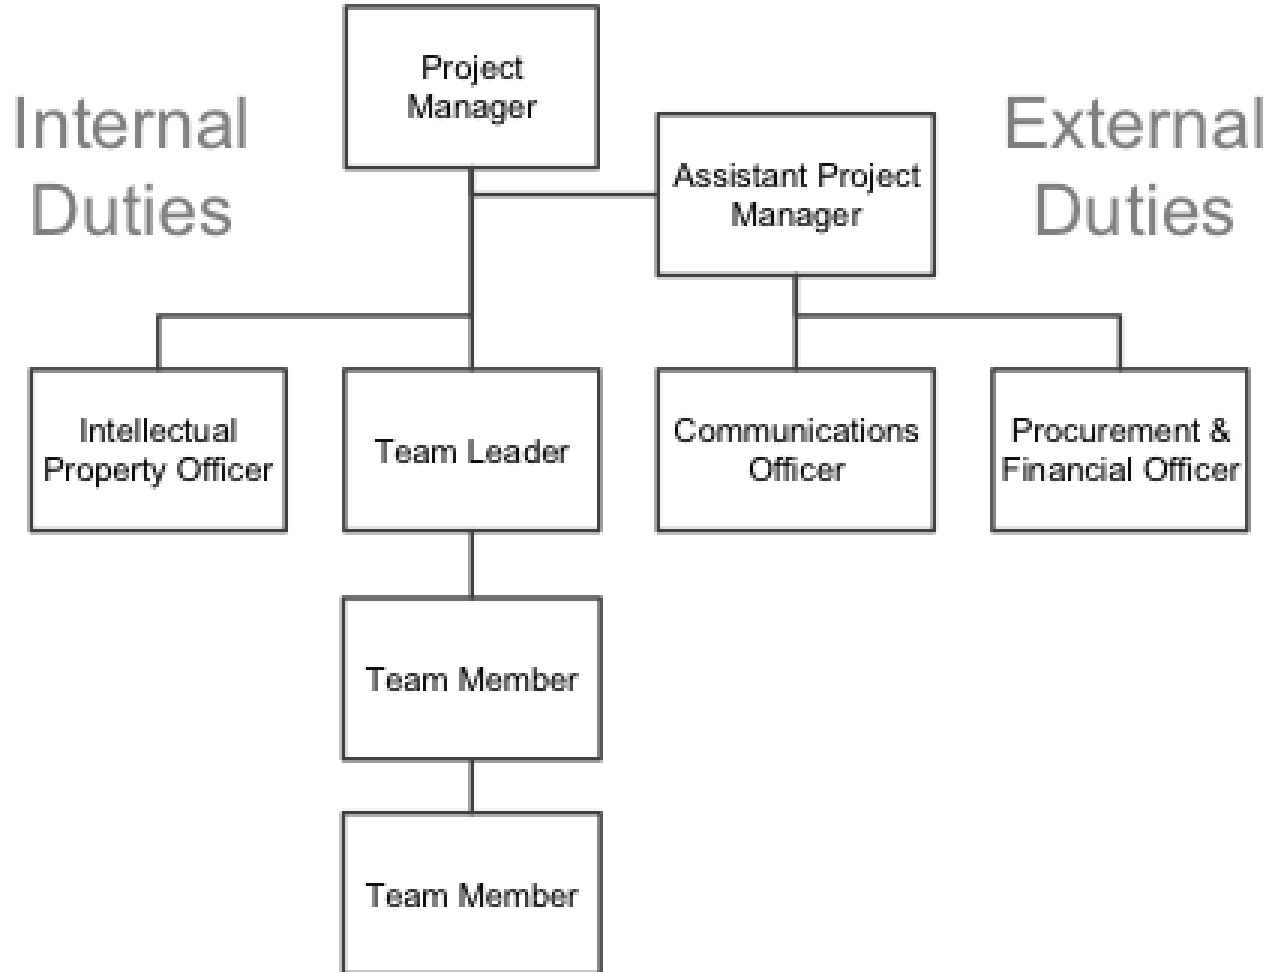 Project
Manager
Internal
Duties
External
Duties
Assistant Project
Manager
Intellectual
Property Officer
Team Leader
Communications
Officer
Procurement &
Financial Officer
Team Member
Team Member